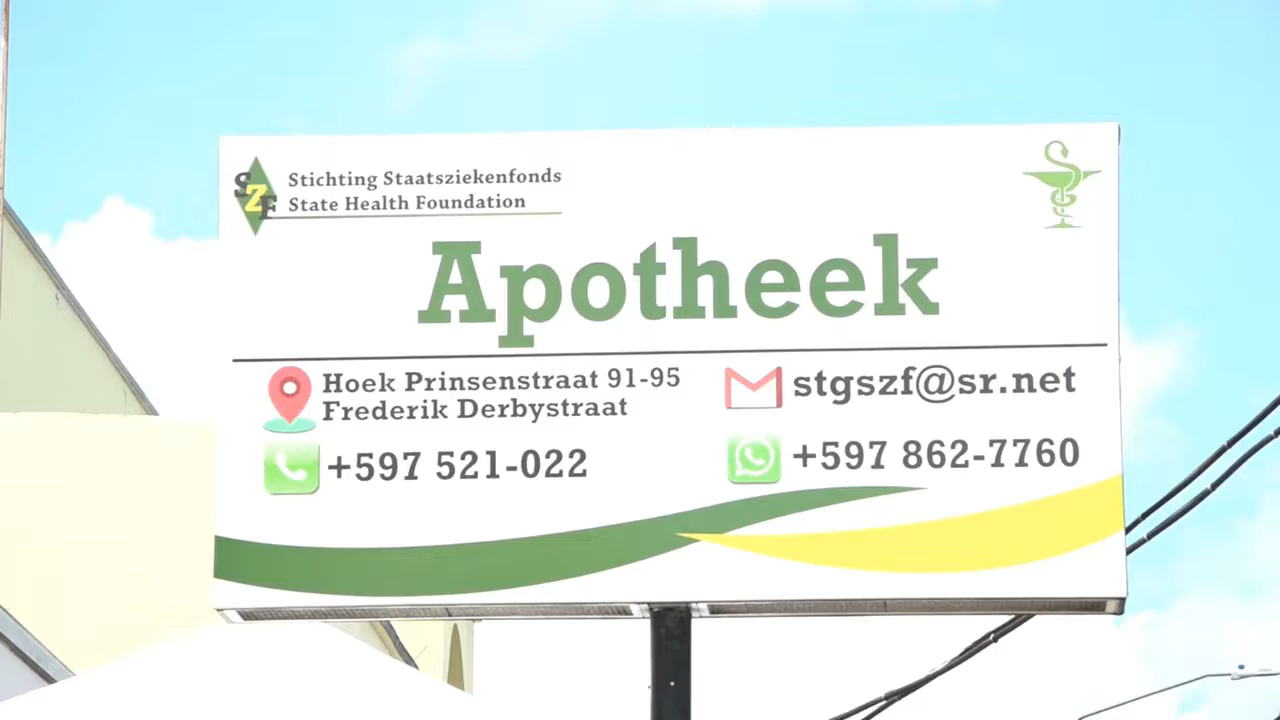 SZF
Stichting Staatsziekenfonds
State Health Foundation
Apotheek
Hoek Prinsenstraat 91-95
Frederik Derbystraat
stgszf@sr.net
+597 521-022
+597 862-7760